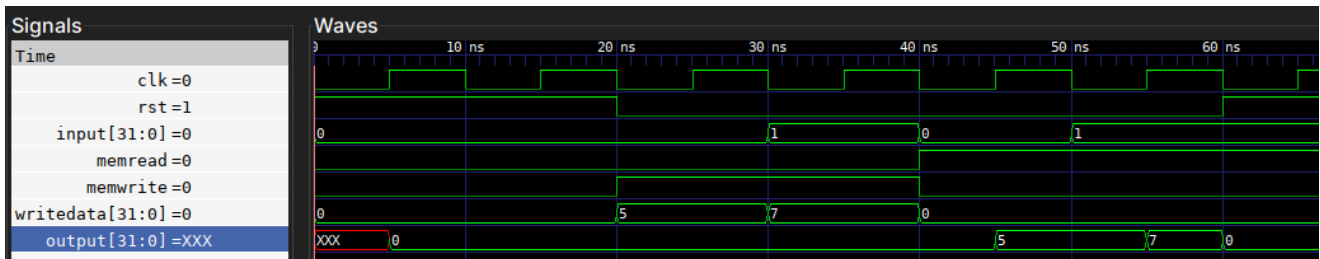 Signals Waves
Time 0 10 ns 20 ns 30 ns 40 ns 50 ns 60 ns
clk =0
rst =1
input[31:0] =0 0 1 0 1
memread =0
memwrite =0
writedata[31:0] =0 0 5 7 0
output[31:0] =XXX XXX 0 5 7 0